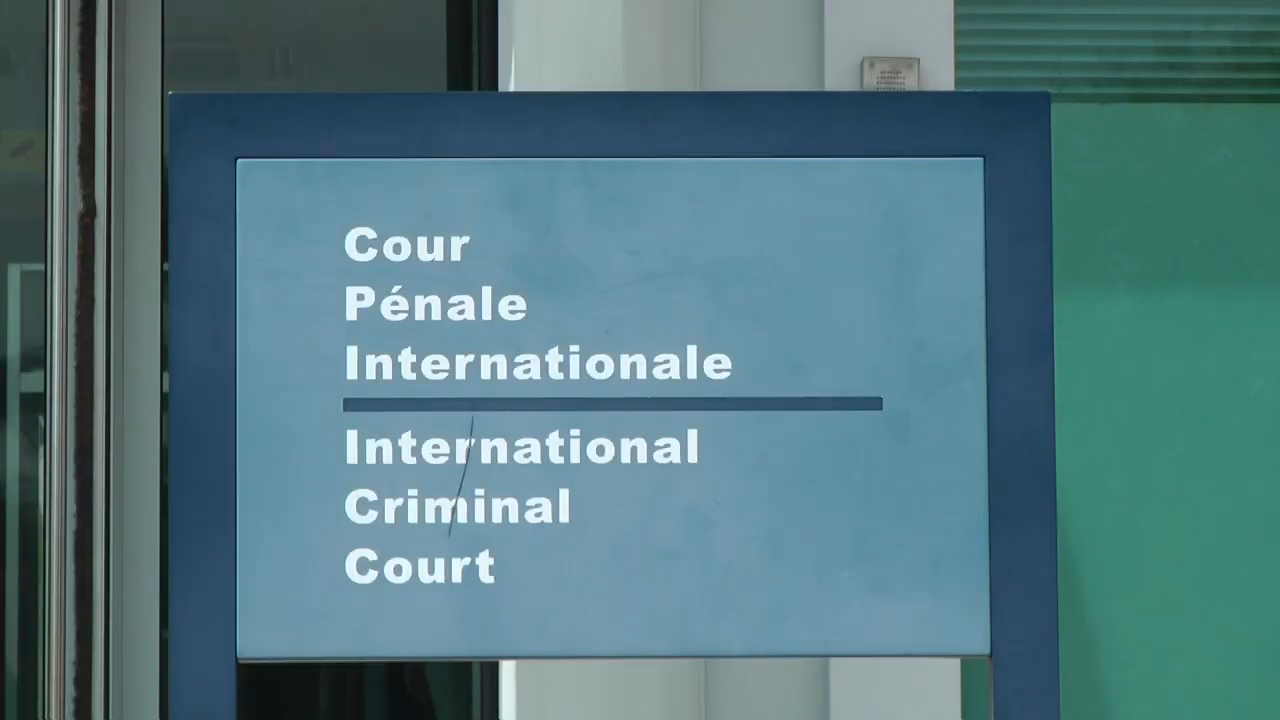 Cour
Pénale
Internationale
International
Criminal
Court